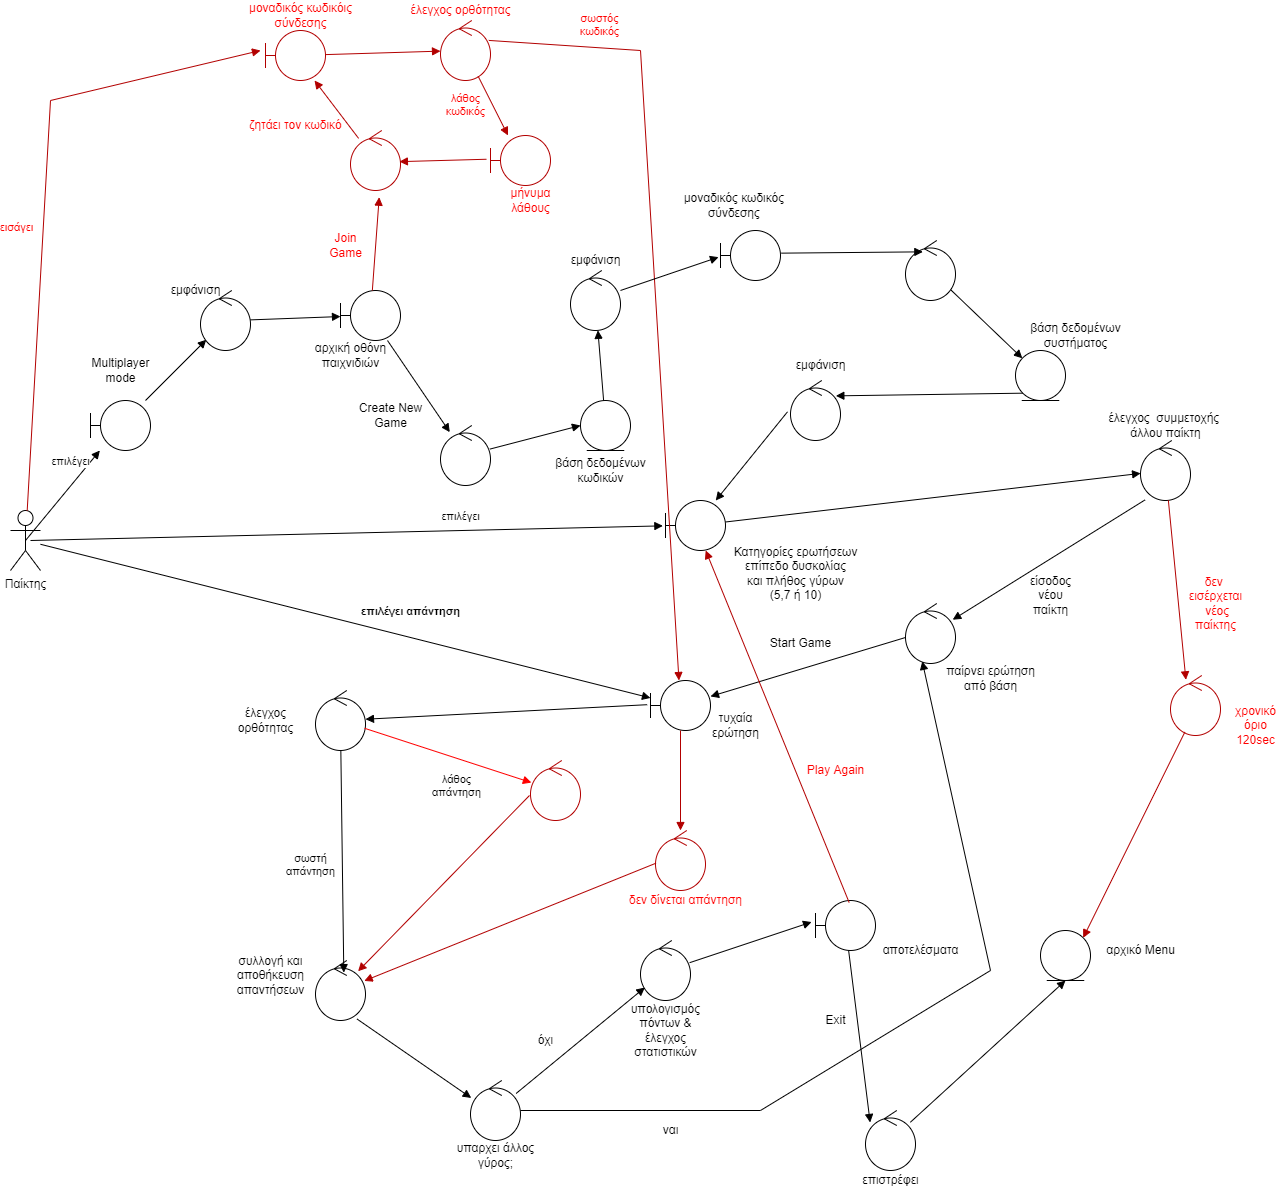 μοναδικός κωδικόις
σύνδεσης
έλεγχος ορθότητας
σωστός
κωδικός
λάθος
κωδικός
ζητάει τον κωδικό
μήνυμα
λάθους
μοναδικός κωδικός
σύνδεσης
εισάγει
Join
Game
εμφάνιση
εμφάνιση
βάση δεδομένων
συστήματος
αρχική οθόνη
παιχνιδιών
Multiplayer
mode
εμφάνιση
Create New
Game
έλεγχος  συμμετοχής
άλλου παίκτη
επιλέγει
βάση δεδομένων
κωδικών
επιλέγει
Παίκτης
Κατηγορίες ερωτήσεων
επίπεδο δυσκολίας
και πλήθος γύρων
(5,7 ή 10)
είσοδος
νέου
παίκτη
δεν
εισέρχεται
νέος
παίκτης
επιλέγει απάντηση
Start Game
παίρνει ερώτηση
από βάση
έλεγχος
ορθότητας
τυχαία
ερώτηση
χρονικό
όριο
120sec
λάθος
απάντηση
Play Again
σωστή
απάντηση
δεν δίνεται απάντηση
συλλογή και
αποθήκευση
απαντήσεων
αποτελέσματα
αρχικό Menu
υπολογισμός
πόντων &
έλεγχος
στατιστικών
Exit
όχι
ναι
υπαρχει άλλος
γύρος;
επιστρέφει